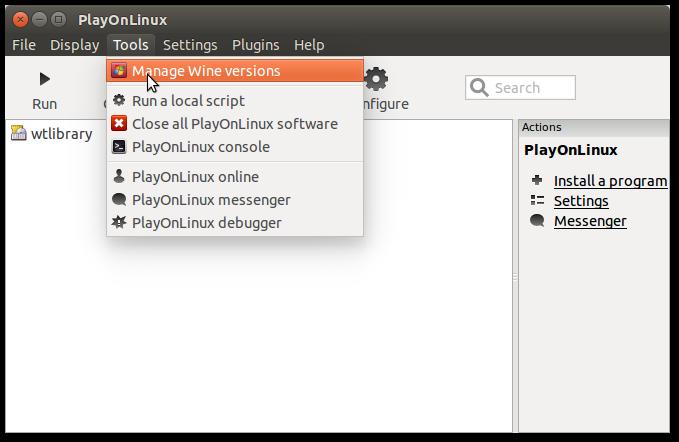 PlayOnLinux
File Display Tools Settings Plugins Help
Manage Wine versions
Run
Search
Run a local script
Close all PlayOnLinux software
PlayOnLinux console
PlayOnLinux online
PlayOnLinux messenger
PlayOnLinux debugger
wtlibrary
Actions
PlayOnLinux
Install a program
Settings
Messenger